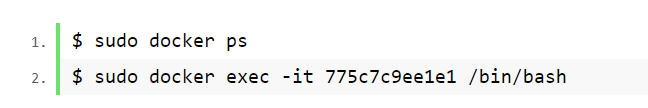 1. $ sudo docker ps
2. $ sudo docker exec -it 775c7c9ee1e1 /bin/bash